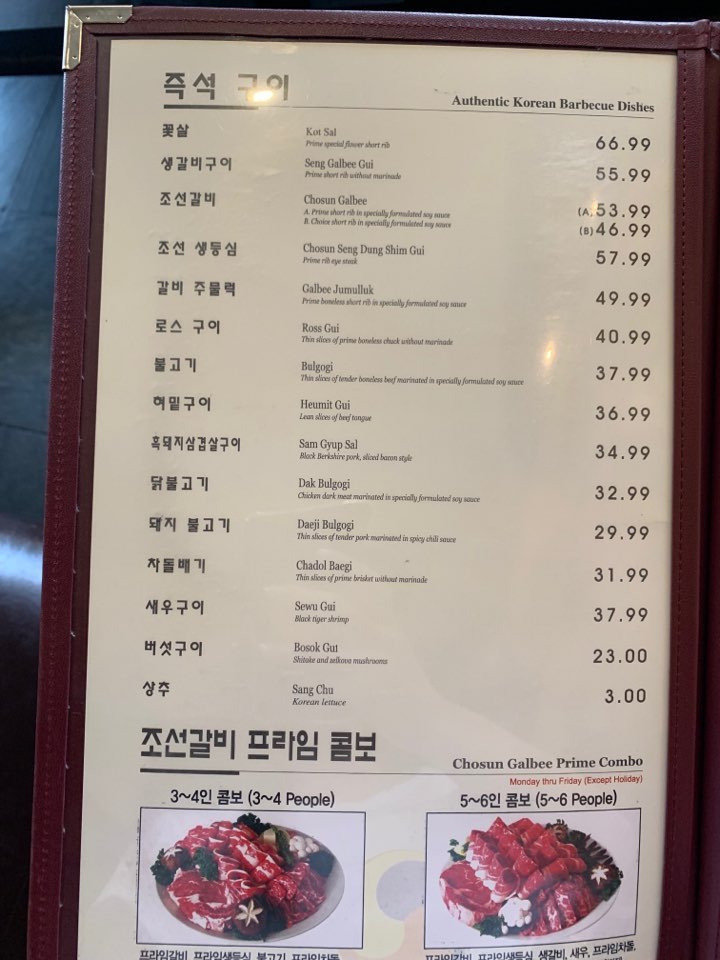 즉석 구이
Authentic Korean Barbecue Dishes
꽃살 Kot Sal 66.99
Prime special flower short rib
생갈비구이 Seng Galbee Gui 55.99
Prime short rib without marinade
조선갈비 Chosun Galbee
A. Prime short rib in specially formulated soy sauce (A) 53.99
B. Choice short rib in specially formulated soy sauce (B) 46.99
조선 생등심 Chosun Seng Dung Shim Gui 57.99
Prime rib eye steak
갈비 주물럭 Galbee Jumulluk 49.99
Prime boneless short rib in specially formulated soy sauce
로스 구이 Ross Gui 40.99
Thin slices of prime boneless chuck without marinade
불고기 Bulgogi 37.99
Thin slices of tender boneless beef marinated in specially formulated soy sauce
혀밑구이 Heumit Gui 36.99
Lean slices of beef tongue
흑돼지삼겹살구이 Sam Gyup Sal 34.99
Black Berkshire pork, sliced bacon style
닭불고기 Dak Bulgogi 32.99
Chicken dark meat marinated in specially formulated soy sauce
돼지 불고기 Daeji Bulgogi 29.99
Thin slices of tender pork marinated in spicy chili sauce
차돌배기 Chadol Baegi 31.99
Thin slices of prime brisket without marinade
새우구이 Sewu Gui 37.99
Black tiger shrimp
버섯구이 Bosok Gui 23.00
Shitake and zelkova mushrooms
상추 Sang Chu 3.00
Korean lettuce
조선갈비 프라임 콤보
Chosun Galbee Prime Combo
Monday thru Friday (Except Holiday)
3~4인 콤보 (3~4 People) 5~6인 콤보 (5~6 People)
프라임갈비, 프라임생등심, 불고기, 프라임차돌 프라임갈비, 프라임생등심, 생갈비, 새우, 프라임차돌,